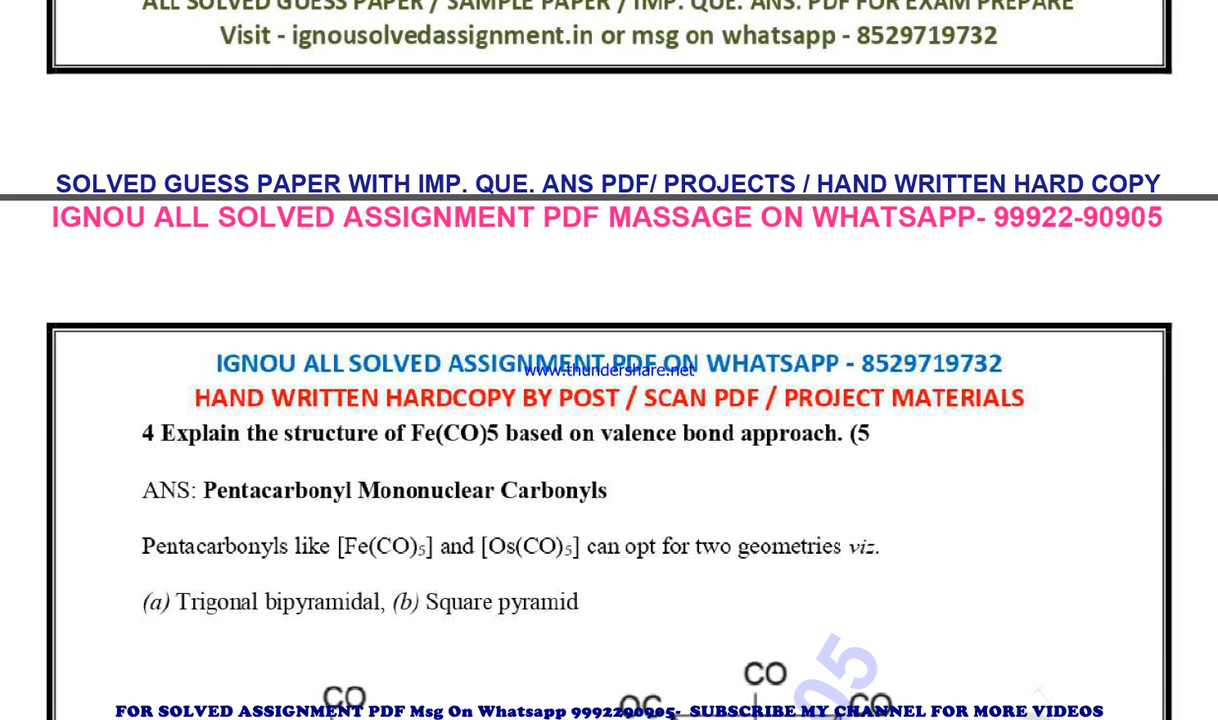 ALL SOLVED GUESS PAPER / SAMPLE PAPER / IMP. QUE. ANS. PDF FOR EXAM PREPARE
Visit - ignousolvedassignment.in or msg on whatsapp - 8529719732
SOLVED GUESS PAPER WITH IMP. QUE. ANS PDF/ PROJECTS / HAND WRITTEN HARD COPY
IGNOU ALL SOLVED ASSIGNMENT PDF MASSAGE ON WHATSAPP- 99922-90905
IGNOU ALL SOLVED ASSIGNMENT PDF ON WHATSAPP - 8529719732
www.thundershare.net
HAND WRITTEN HARDCOPY BY POST / SCAN PDF / PROJECT MATERIALS
4 Explain the structure of Fe(CO)5 based on valence bond approach. (5
ANS: Pentacarbonyl Mononuclear Carbonyls
Pentacarbonyls like [Fe(CO)₅] and [Os(CO)₅] can opt for two geometries viz.
(a) Trigonal bipyramidal, (b) Square pyramid
05
CO
CO OC CO
FOR SOLVED ASSIGNMENT PDF Msg On Whatsapp 9992290905- SUBSCRIBE MY CHANNEL FOR MORE VIDEOS